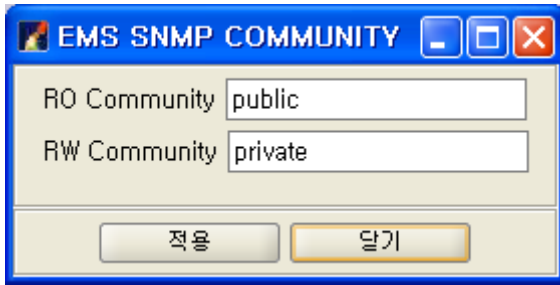 EMS SNMP COMMUNITY
RO Community public
RW Community private
적용 닫기